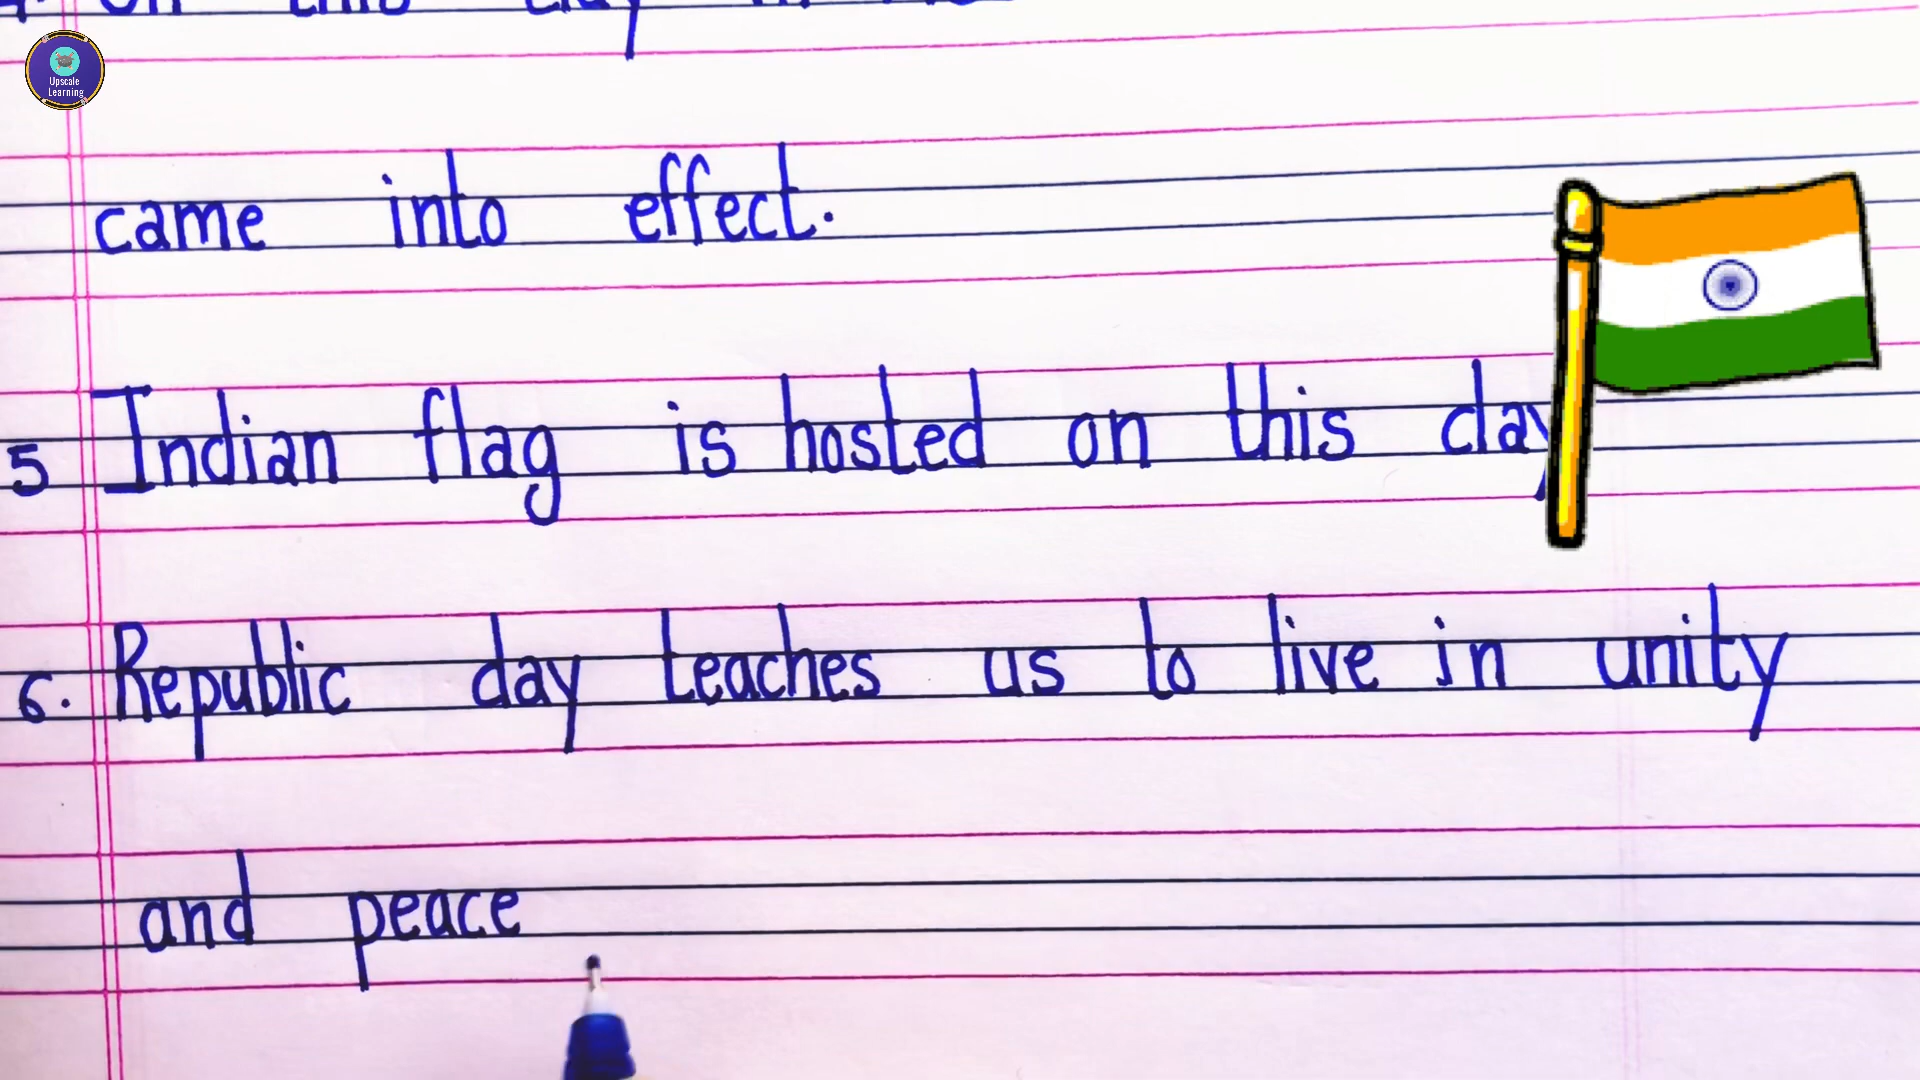 Upscale
Learning
came into effect.
5 Indian flag is hosted on this day
6. Republic day teaches us to live in unity
and peace